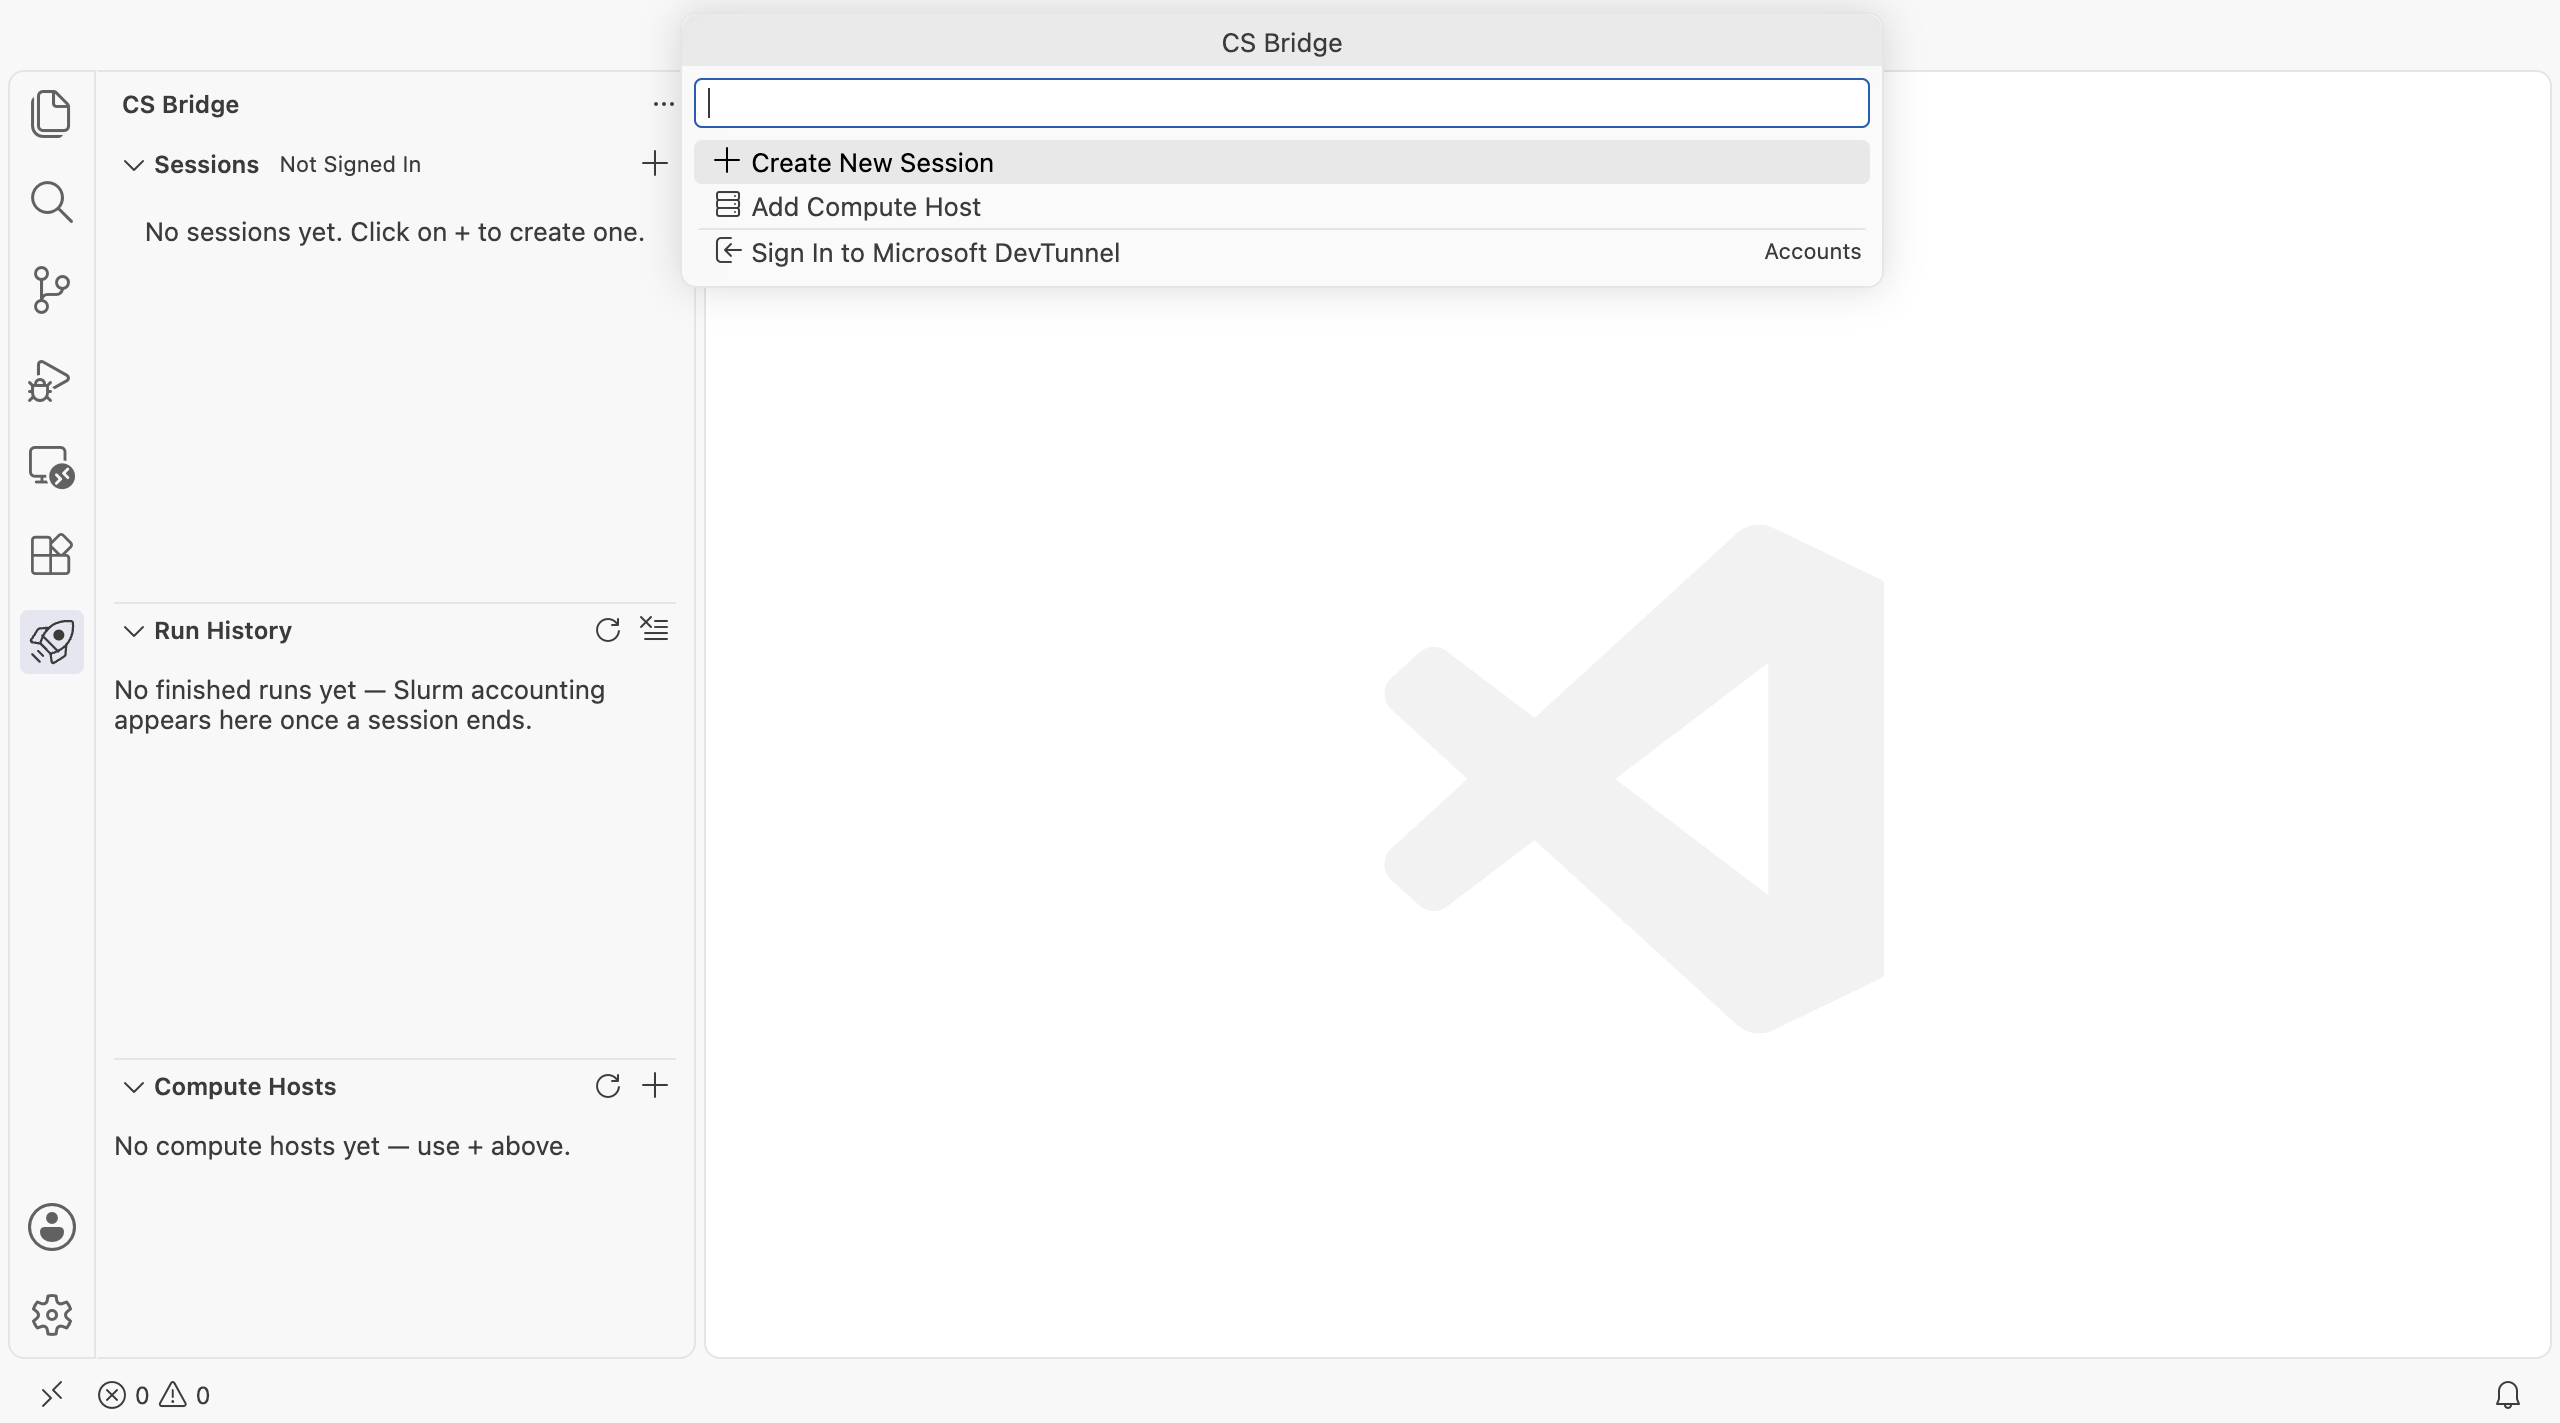 CS Bridge
CS Bridge
Sessions Not Signed In
No sessions yet. Click on + to create one.
Create New Session
Add Compute Host
Sign In to Microsoft DevTunnel Accounts
Run History
No finished runs yet — Slurm accounting
appears here once a session ends.
Compute Hosts
No compute hosts yet — use + above.
0 0